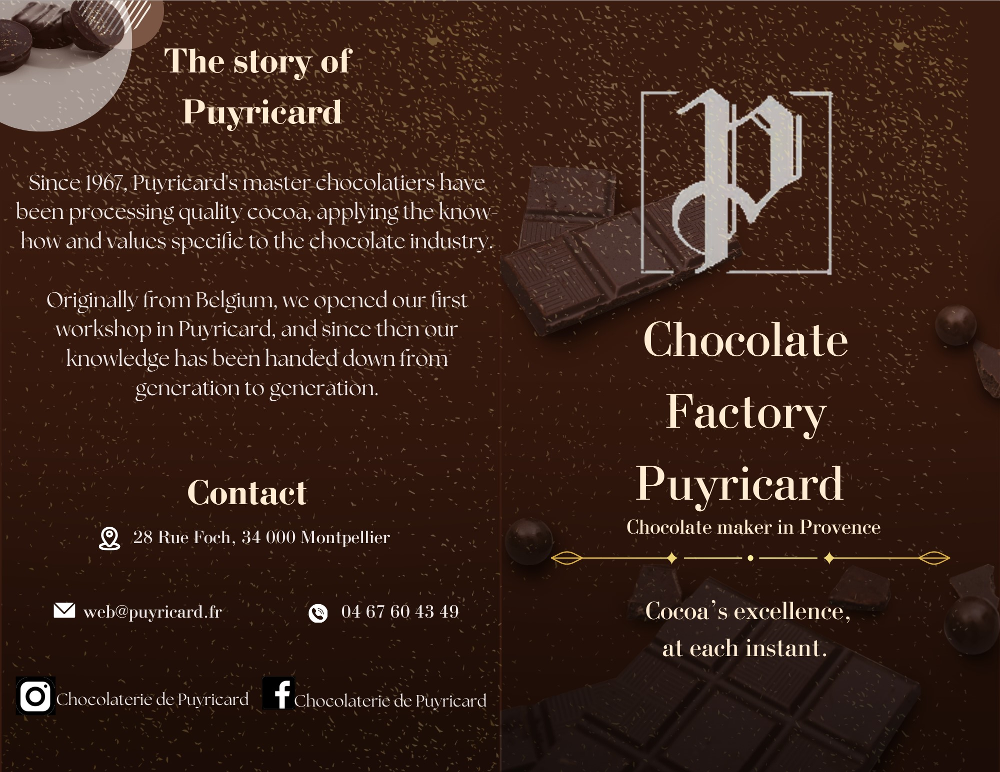 The story of
Puyricard
Since 1967, Puyricard's master chocolatiers have
been processing quality cocoa, applying the know-
how and values specific to the chocolate industry.
Originally from Belgium, we opened our first
workshop in Puyricard, and since then our
knowledge has been handed down from
generation to generation.
Contact
28 Rue Foch, 34 000 Montpellier
web@puyricard.fr
04 67 60 43 49
Chocolaterie de Puyricard
Chocolaterie de Puyricard
p
Chocolate
Factory
Puyricard
Chocolate maker in Provence
Cocoa’s excellence,
at each instant.